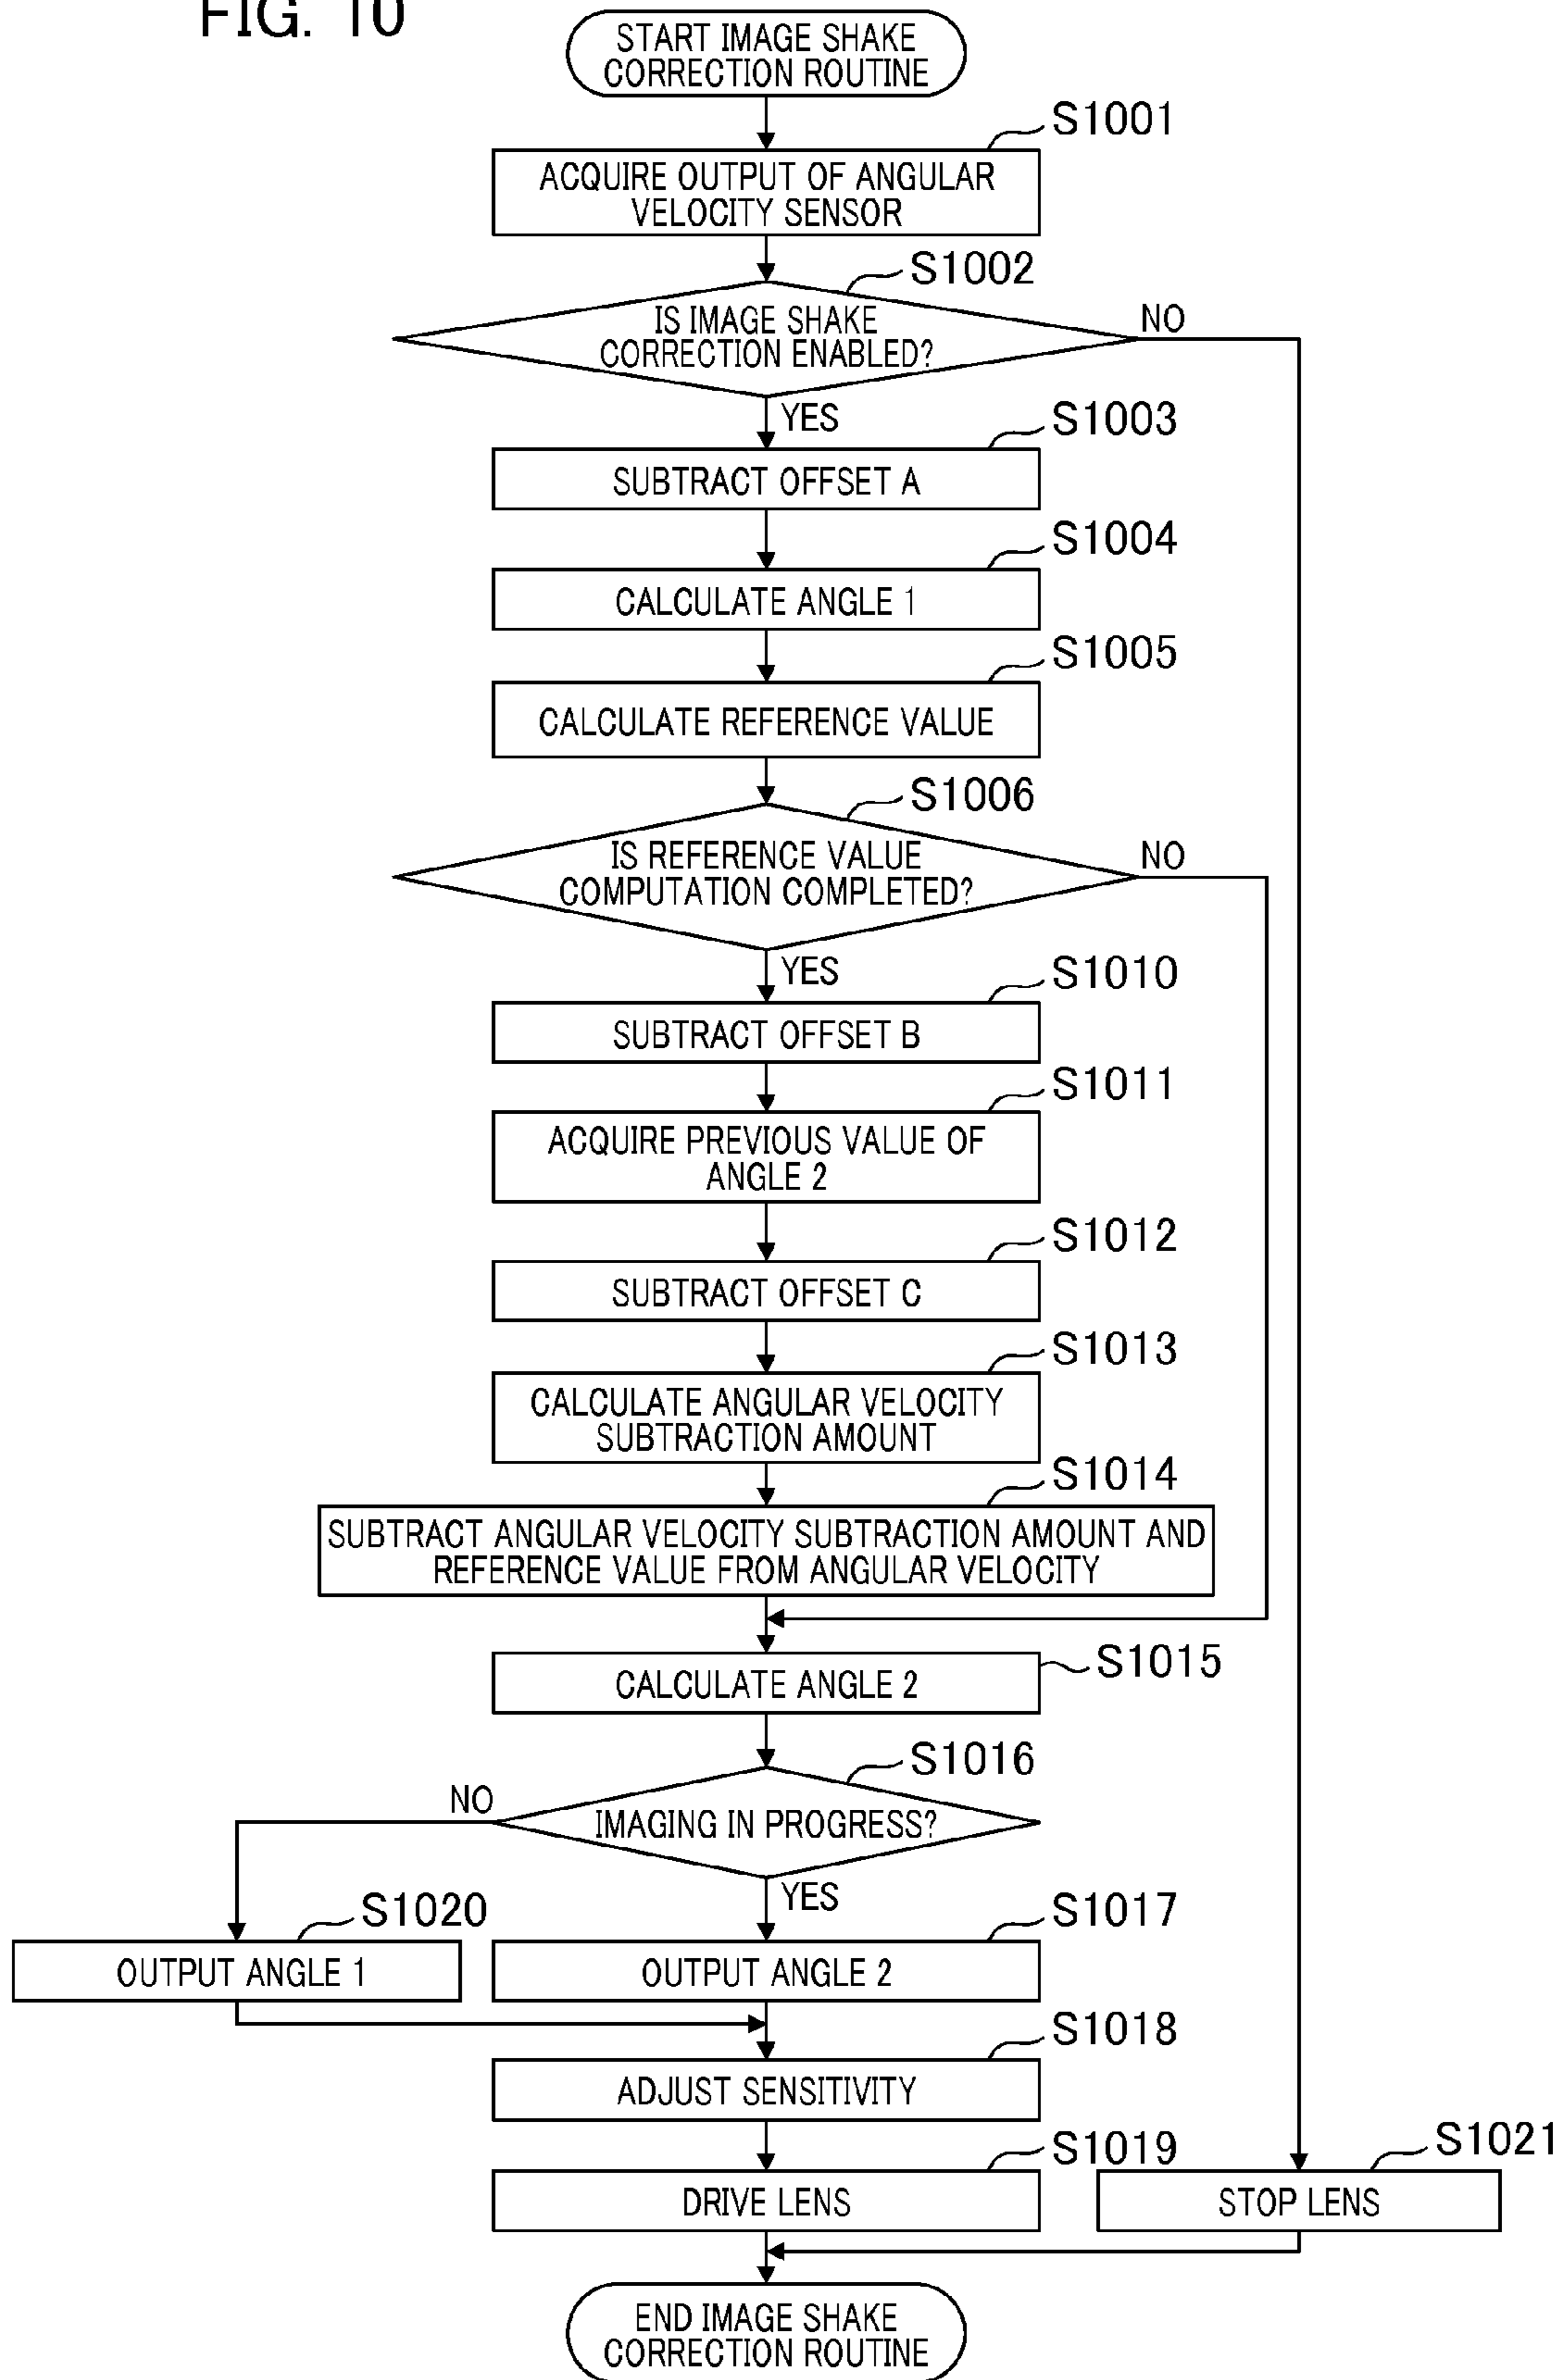 FIG. 10
START IMAGE SHAKE
CORRECTION ROUTINE
S1001
ACQUIRE OUTPUT OF ANGULAR
VELOCITY SENSOR
S1002
IS IMAGE SHAKE
CORRECTION ENABLED?
NO
YES
S1003
SUBTRACT OFFSET A
S1004
CALCULATE ANGLE 1
S1005
CALCULATE REFERENCE VALUE
S1006
IS REFERENCE VALUE
COMPUTATION COMPLETED?
NO
YES
S1010
SUBTRACT OFFSET B
S1011
ACQUIRE PREVIOUS VALUE OF
ANGLE 2
S1012
SUBTRACT OFFSET C
S1013
CALCULATE ANGULAR VELOCITY
SUBTRACTION AMOUNT
S1014
SUBTRACT ANGULAR VELOCITY SUBTRACTION AMOUNT AND
REFERENCE VALUE FROM ANGULAR VELOCITY
S1015
CALCULATE ANGLE 2
S1016
NO
IMAGING IN PROGRESS?
YES
S1020
S1017
OUTPUT ANGLE 1
OUTPUT ANGLE 2
S1018
ADJUST SENSITIVITY
S1019
S1021
DRIVE LENS
STOP LENS
END IMAGE SHAKE
CORRECTION ROUTINE